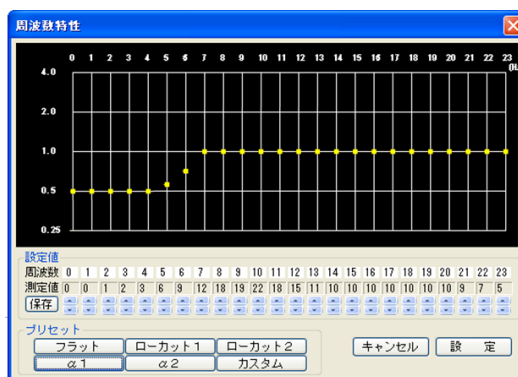 周波数特性
0 1 2 3 4 5 6 7 8 9 10 11 12 13 14 15 16 17 18 19 20 21 22 23
(H
4.0
2.0
1.0
0.5
0.25
設定値
周波数 0 1 2 3 4 5 6 7 8 9 10 11 12 13 14 15 16 17 18 19 20 21 22 23
測定値 0 0 1 2 3 6 9 12 18 19 22 18 15 11 10 10 10 10 10 10 10 9 7 5
保存
プリセット
フラット ローカット1 ローカット2 キャンセル 設 定
α1 α2 カスタム